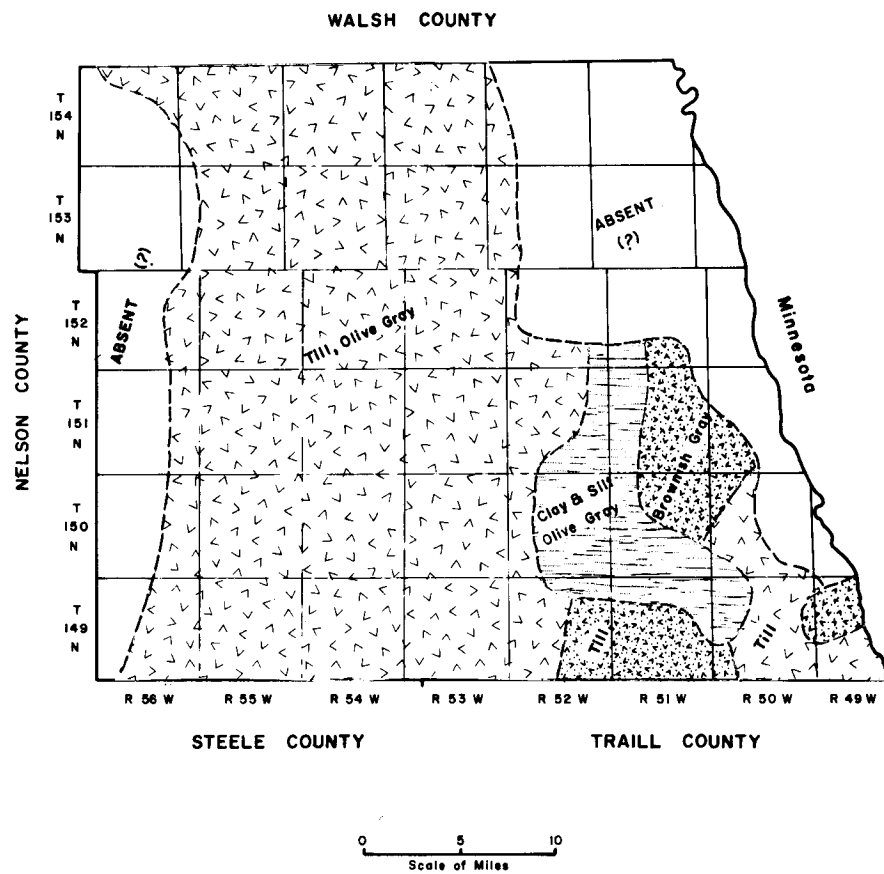 WALSH COUNTY
T
154
N
T
153
N
ABSENT
(?)
(?)
ABSENT
T
152
N
Till, Olive Gray
Minnesota
NELSON COUNTY
T
151
N
Brownish Gray
T
150
N
Clay & Silt
Olive Gray
T
149
N
Till
Till
R 56 W R 55 W R 54 W R 53 W R 52 W R 51 W R 50 W R 49 W
STEELE COUNTY TRAILL COUNTY
0 5 10
Scale of Miles